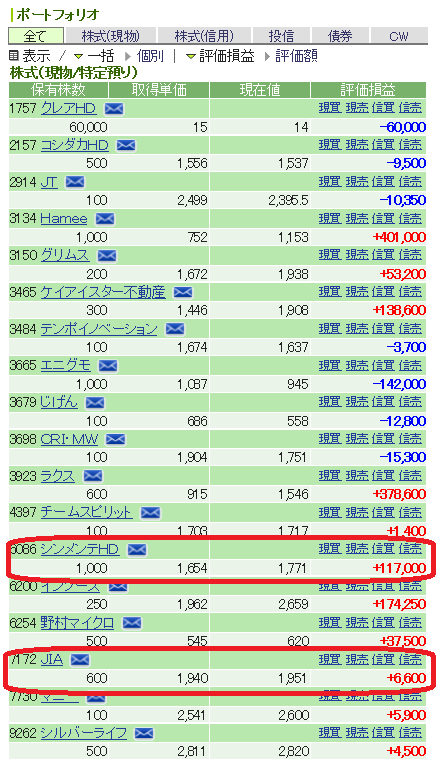 ポートフォリオ
全て 株式(現物) 株式(信用) 投信 債券 CW
表示 / 一括 個別 | 評価損益 評価額
株式(現物/特定預り)
保有株数 取得単価 現在値 評価損益
1757 クレアHD 現買 現売 信買 信売
60,000 15 14 -60,000
2157 コシダカHD 現買 現売 信買 信売
500 1,556 1,537 -9,500
2914 JT 現買 現売 信買 信売
100 2,499 2,395.5 -10,350
3134 Hamee 現買 現売 信買 信売
1,000 752 1,153 +401,000
3150 グリムス 現買 現売 信買 信売
200 1,672 1,938 +53,200
3465 ケイアイスター不動産 現買 現売 信買 信売
300 1,446 1,908 +138,600
3484 テンポイノベーション 現買 現売 信買 信売
100 1,674 1,637 -3,700
3665 エニグモ 現買 現売 信買 信売
1,000 1,087 945 -142,000
3679 じげん 現買 現売 信買 信売
100 686 558 -12,800
3698 CRI・MW 現買 現売 信買 信売
100 1,904 1,751 -15,300
3923 ラクス 現買 現売 信買 信売
600 915 1,546 +378,600
4397 チームスピリット 現買 現売 信買 信売
100 1,703 1,717 +1,400
6086 シンメンテHD 現買 現売 信買 信売
1,000 1,654 1,771 +117,000
6200 インソース 現買 現売 信買 信売
250 1,962 2,659 +174,250
6254 野村マイクロ 現買 現売 信買 信売
500 545 620 +37,500
7172 JIA 現買 現売 信買 信売
600 1,940 1,951 +6,600
7730 マニー 現買 現売 信買 信売
100 2,541 2,600 +5,900
9262 シルバーライフ 現買 現売 信買 信売
500 2,811 2,820 +4,500